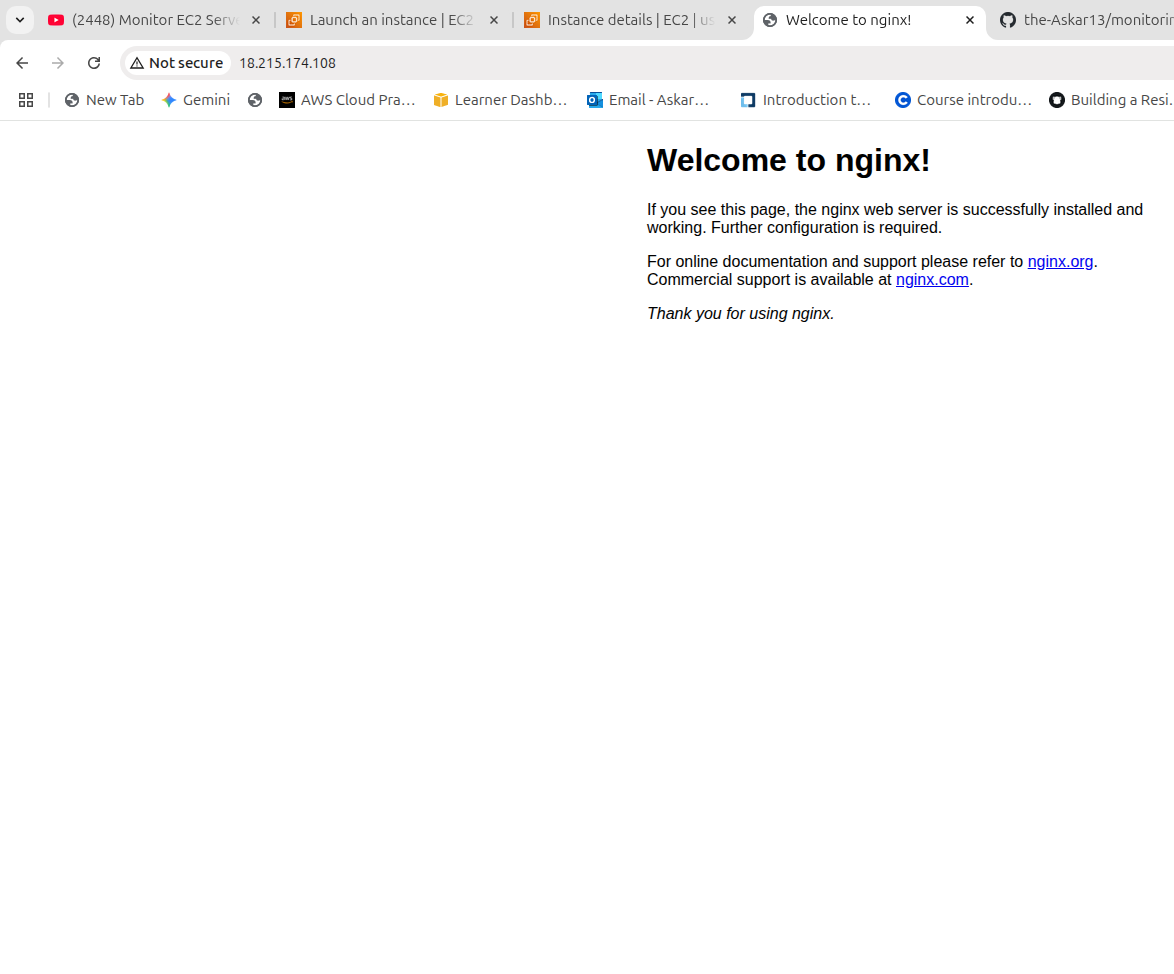 (2448) Monitor EC2 Serv
Launch an instance | EC2
Instance details | EC2 | us
Welcome to nginx!
the-Askar13/monitorin
Not secure
18.215.174.108
New Tab
Gemini
AWS Cloud Pra…
Learner Dashb…
Email - Askar…
Introduction t…
Course introdu…
Building a Resi…
Welcome to nginx!
If you see this page, the nginx web server is successfully installed and
working. Further configuration is required.
For online documentation and support please refer to nginx.org.
Commercial support is available at nginx.com.
Thank you for using nginx.